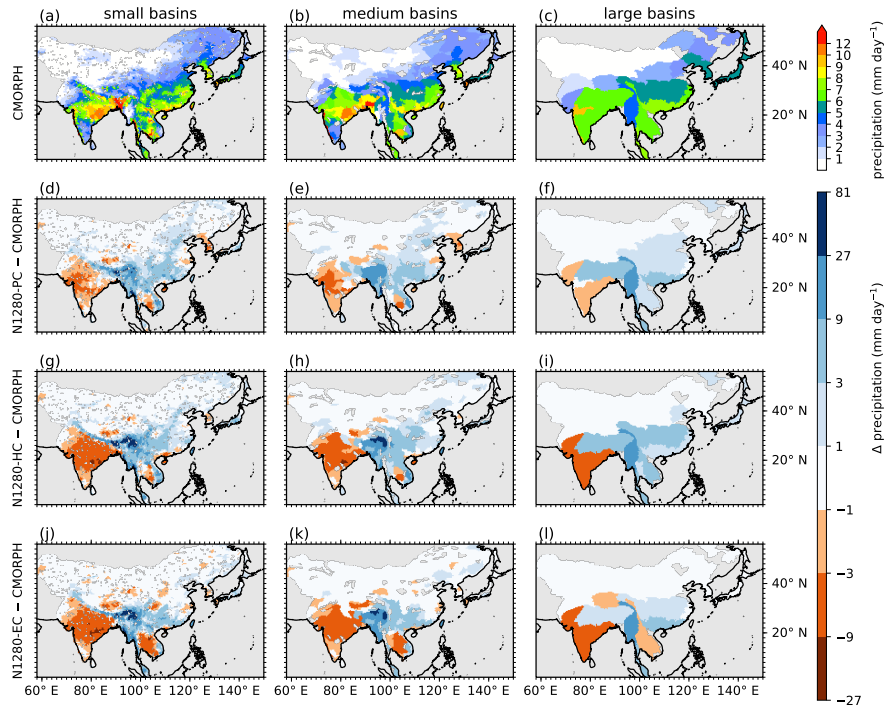 small basins
medium basins
large basins
(a)
(b)
(c)
CMORPH
40° N
20° N
12
10
9
8
7
6
5
4
3
2
1
precipitation (mm day⁻¹)
(d)
(e)
(f)
N1280-PC − CMORPH
40° N
20° N
(g)
(h)
(i)
N1280-HC − CMORPH
40° N
20° N
(j)
(k)
(l)
N1280-EC − CMORPH
40° N
20° N
60° E 80° E 100° E 120° E 140° E
60° E 80° E 100° E 120° E 140° E
60° E 80° E 100° E 120° E 140° E
81
27
9
3
1
−1
−3
−9
−27
Δ precipitation (mm day⁻¹)